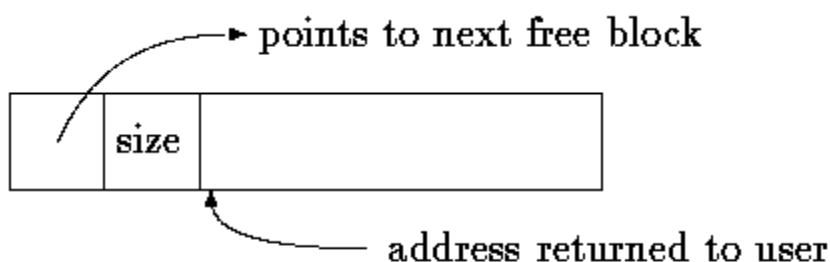 points to next free block
size
address returned to user